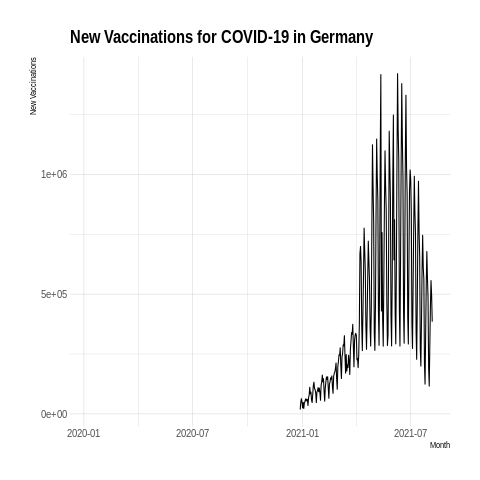 New Vaccinations for COVID-19 in Germany
New Vaccinations
1e+06
5e+05
0e+00
2020-01 2020-07 2021-01 2021-07
Month